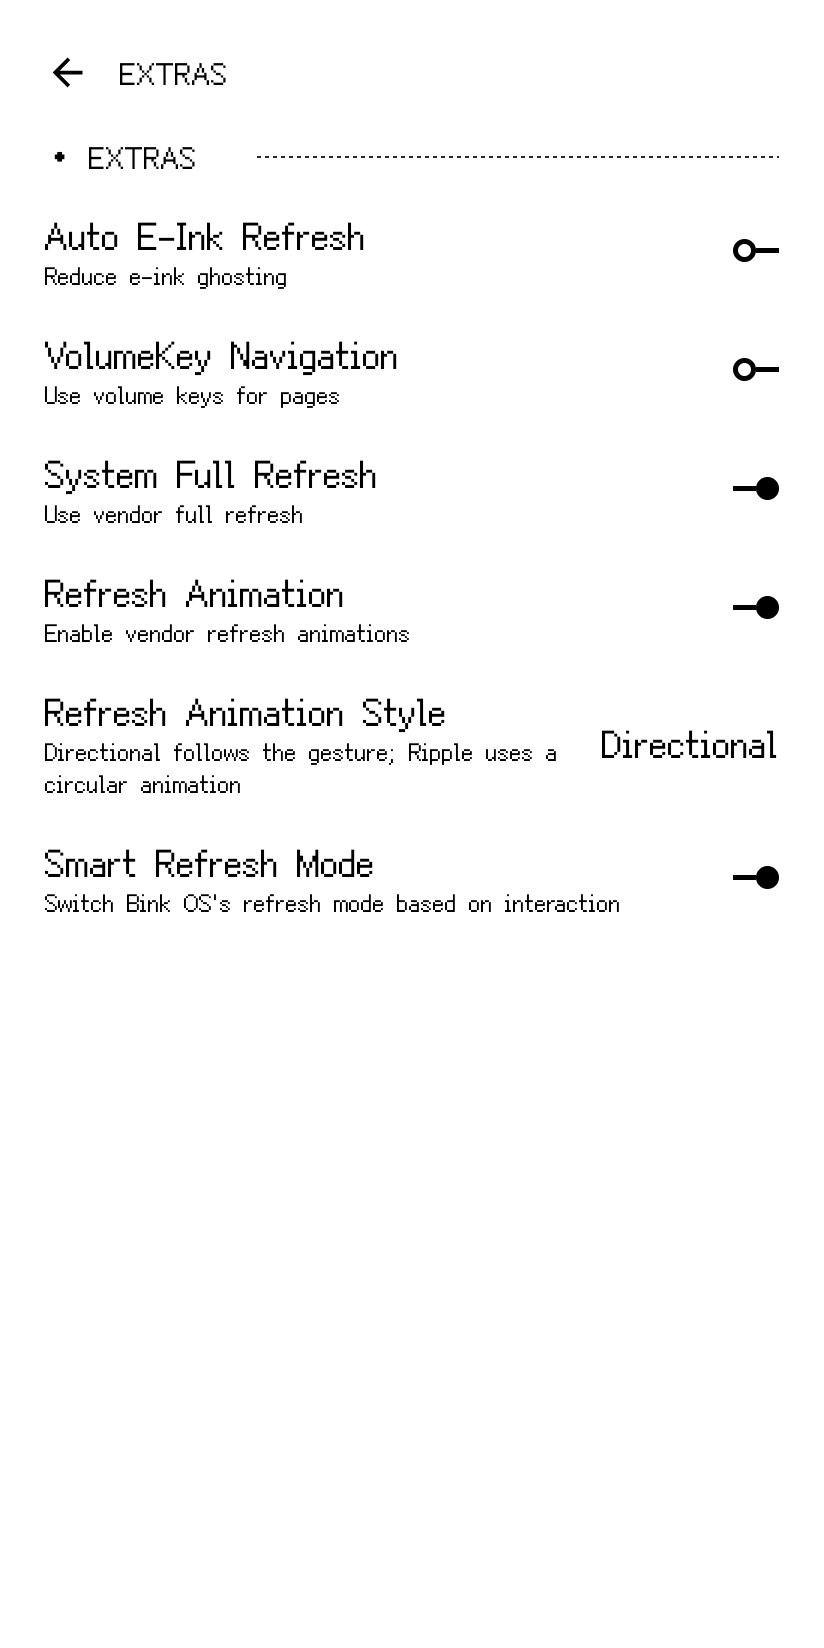 EXTRAS
EXTRAS
Auto E-Ink Refresh
Reduce e-ink ghosting
VolumeKey Navigation
Use volume keys for pages
System Full Refresh
Use vendor full refresh
Refresh Animation
Enable vendor refresh animations
Refresh Animation Style
Directional follows the gesture; Ripple uses a
circular animation
Directional
Smart Refresh Mode
Switch Bink OS's refresh mode based on interaction